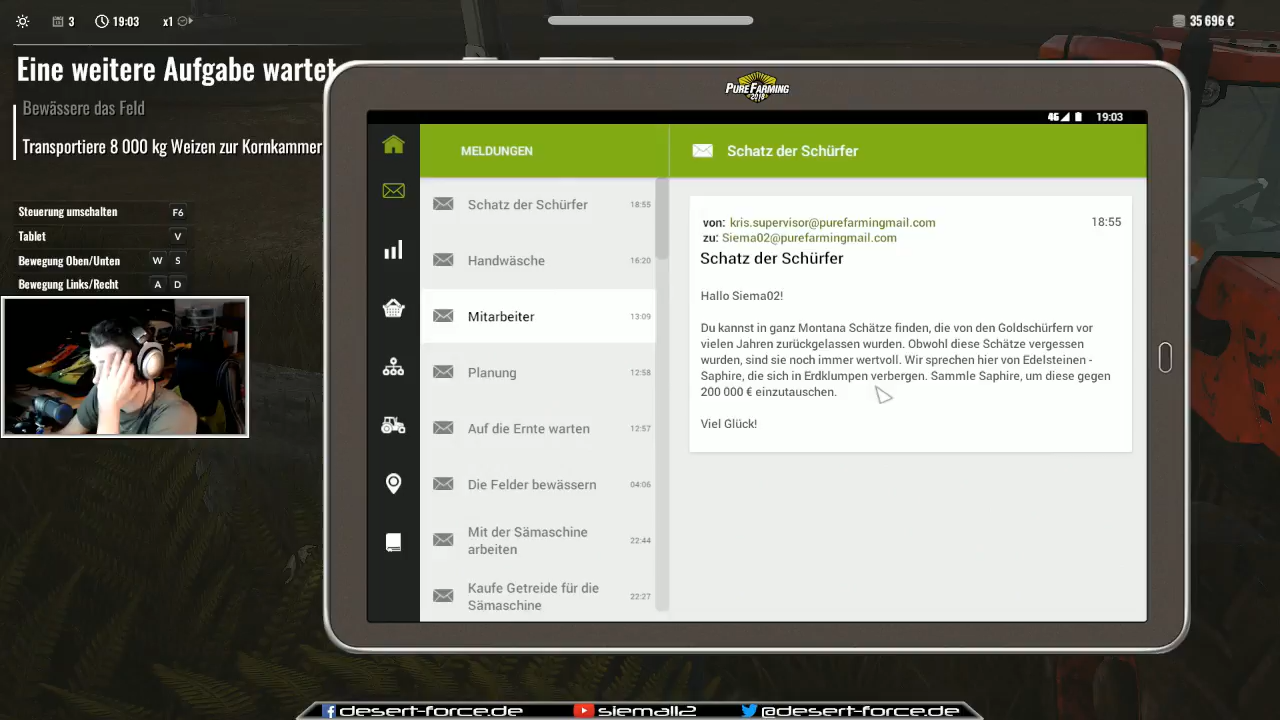 3
19:03
x1
35 696 €
Eine weitere Aufgabe wartet
Bewässere das Feld
Transportiere 8 000 kg Weizen zur Kornkammer
Steuerung umschalten F6
Tablet V
Bewegung Oben/Unten W S
Bewegung Links/Recht A D
PURE FARMING
2018
4G
19:03
MELDUNGEN
Schatz der Schürfer
Schatz der Schürfer 18:55
Handwäsche 16:20
Mitarbeiter 13:09
Planung 12:58
Auf die Ernte warten 12:57
Die Felder bewässern 04:06
Mit der Sämaschine
arbeiten 22:44
Kaufe Getreide für die
Sämaschine 22:27
von: kris.supervisor@purefarmingmail.com 18:55
zu: Siema02@purefarmingmail.com
Schatz der Schürfer
Hallo Siema02!
Du kannst in ganz Montana Schätze finden, die von den Goldschürfern vor
vielen Jahren zurückgelassen wurden. Obwohl diese Schätze vergessen
wurden, sind sie noch immer wertvoll. Wir sprechen hier von Edelsteinen -
Saphire, die sich in Erdklumpen verbergen. Sammle Saphire, um diese gegen
200 000 € einzutauschen.
Viel Glück!
desert-force.de
siemall2
@desert-force.de